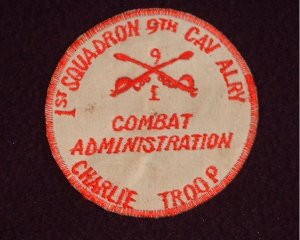 1ST SQUADRON 9TH CAV ALRY
9
1
COMBAT
ADMINISTRATION
CHARLIE TROOP